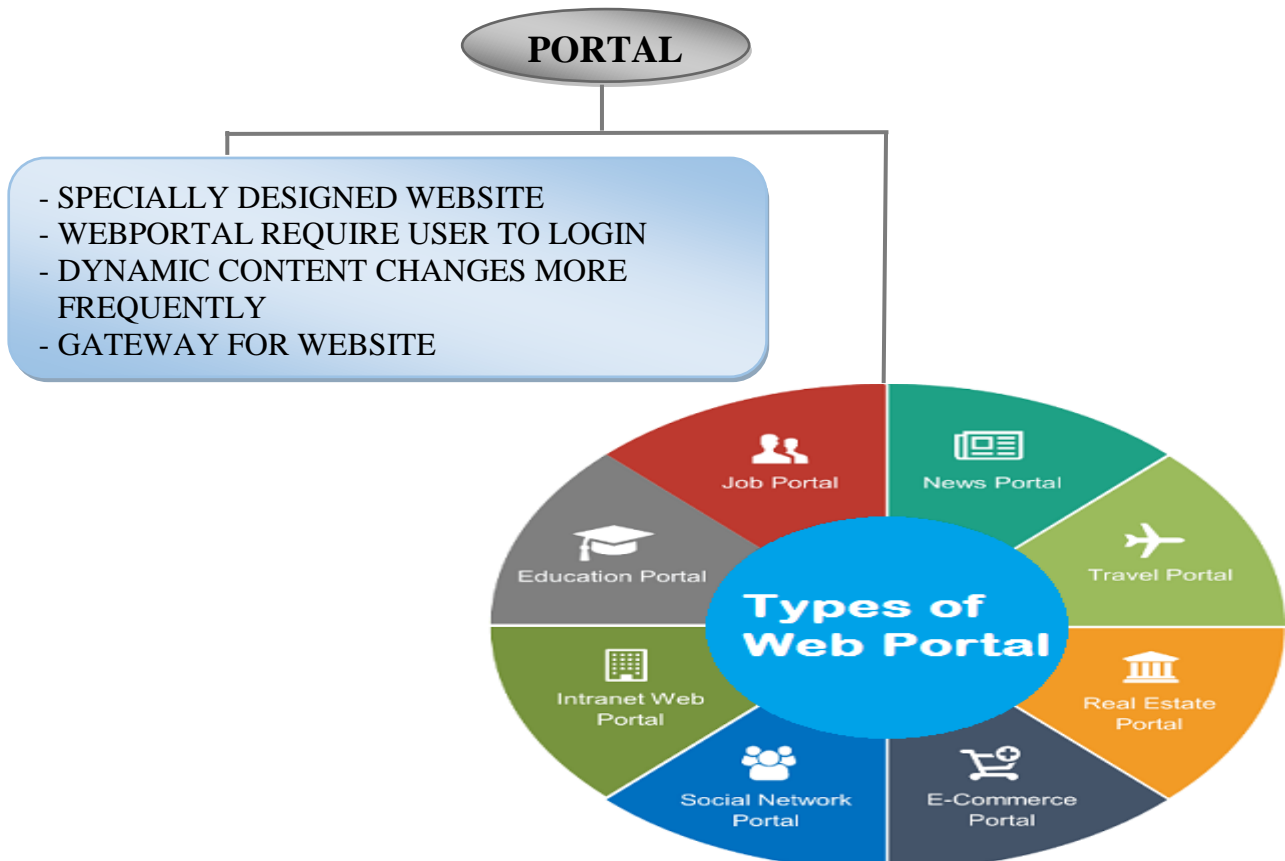 PORTAL
- SPECIALLY DESIGNED WEBSITE
- WEBPORTAL REQUIRE USER TO LOGIN
- DYNAMIC CONTENT CHANGES MORE
FREQUENTLY
- GATEWAY FOR WEBSITE
Job Portal
News Portal
Education Portal
Travel Portal
Types of
Web Portal
Intranet Web
Portal
Real Estate
Portal
Social Network
Portal
E-Commerce
Portal